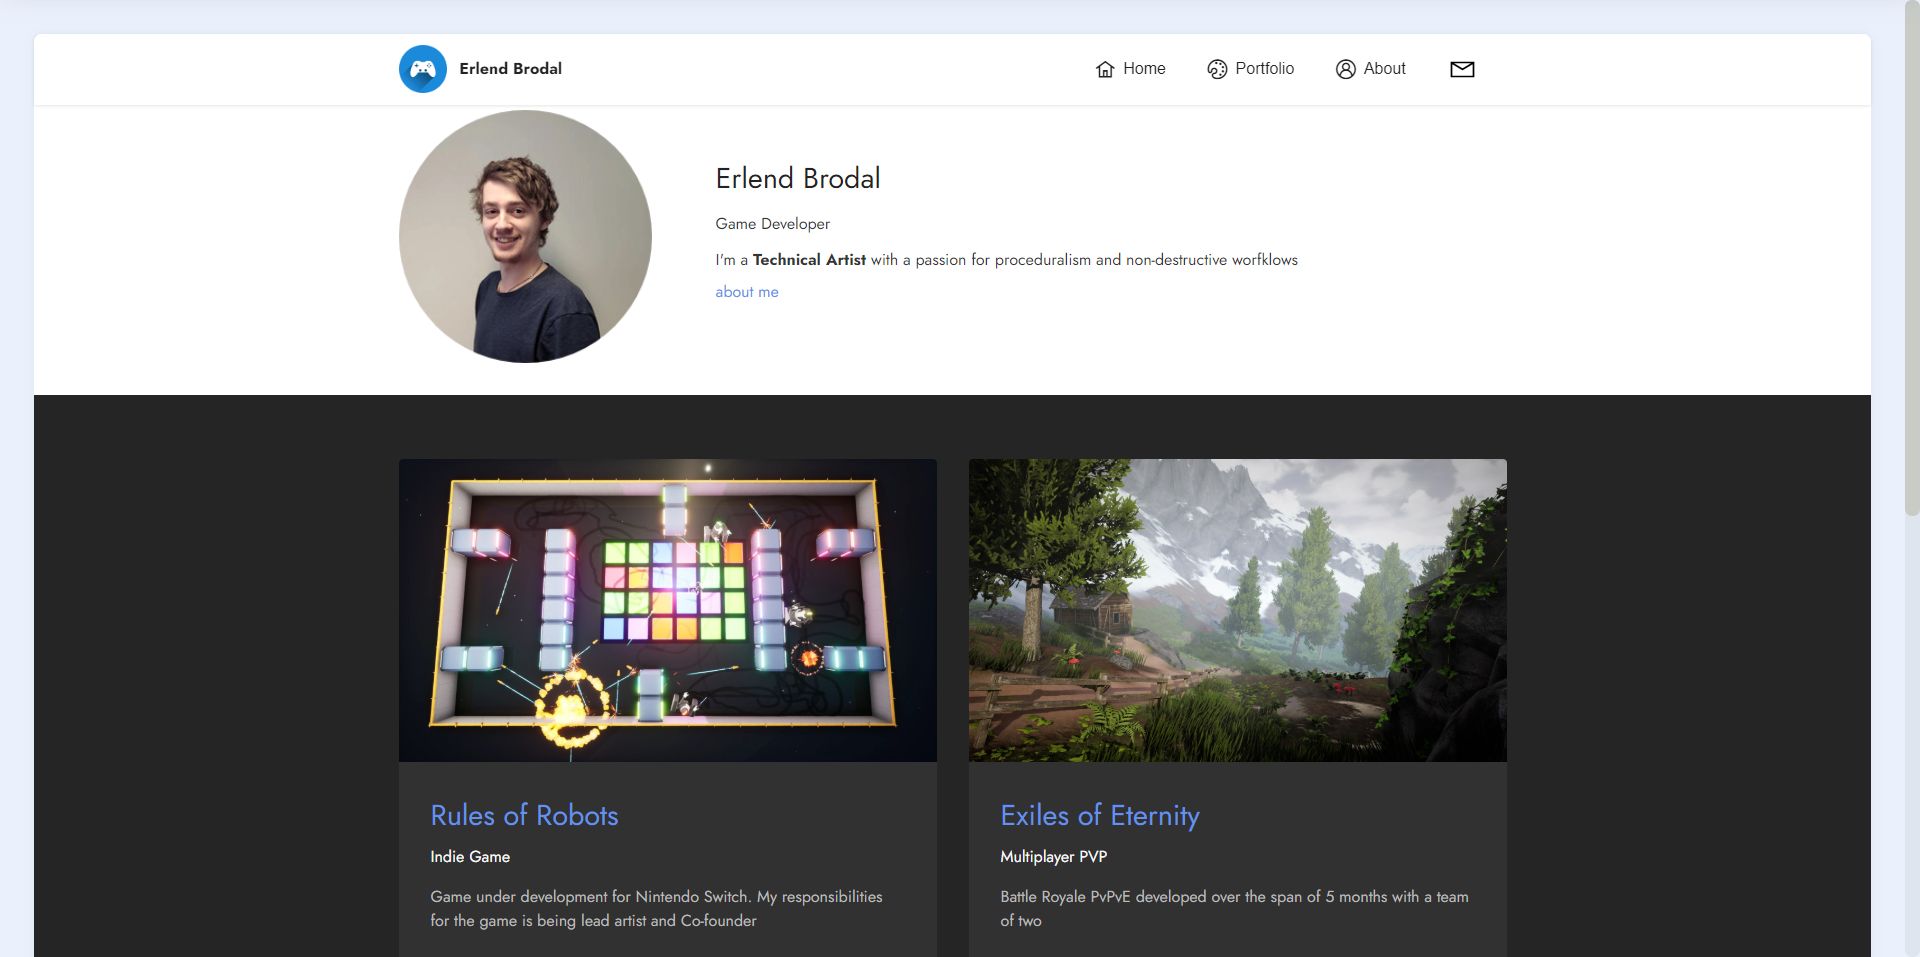 Erlend Brodal
Home
Portfolio
About
Erlend Brodal
Game Developer
I'm a Technical Artist with a passion for proceduralism and non-destructive worfklows
about me
Rules of Robots
Indie Game
Game under development for Nintendo Switch. My responsibilities
for the game is being lead artist and Co-founder
Exiles of Eternity
Multiplayer PVP
Battle Royale PvPvE developed over the span of 5 months with a team
of two